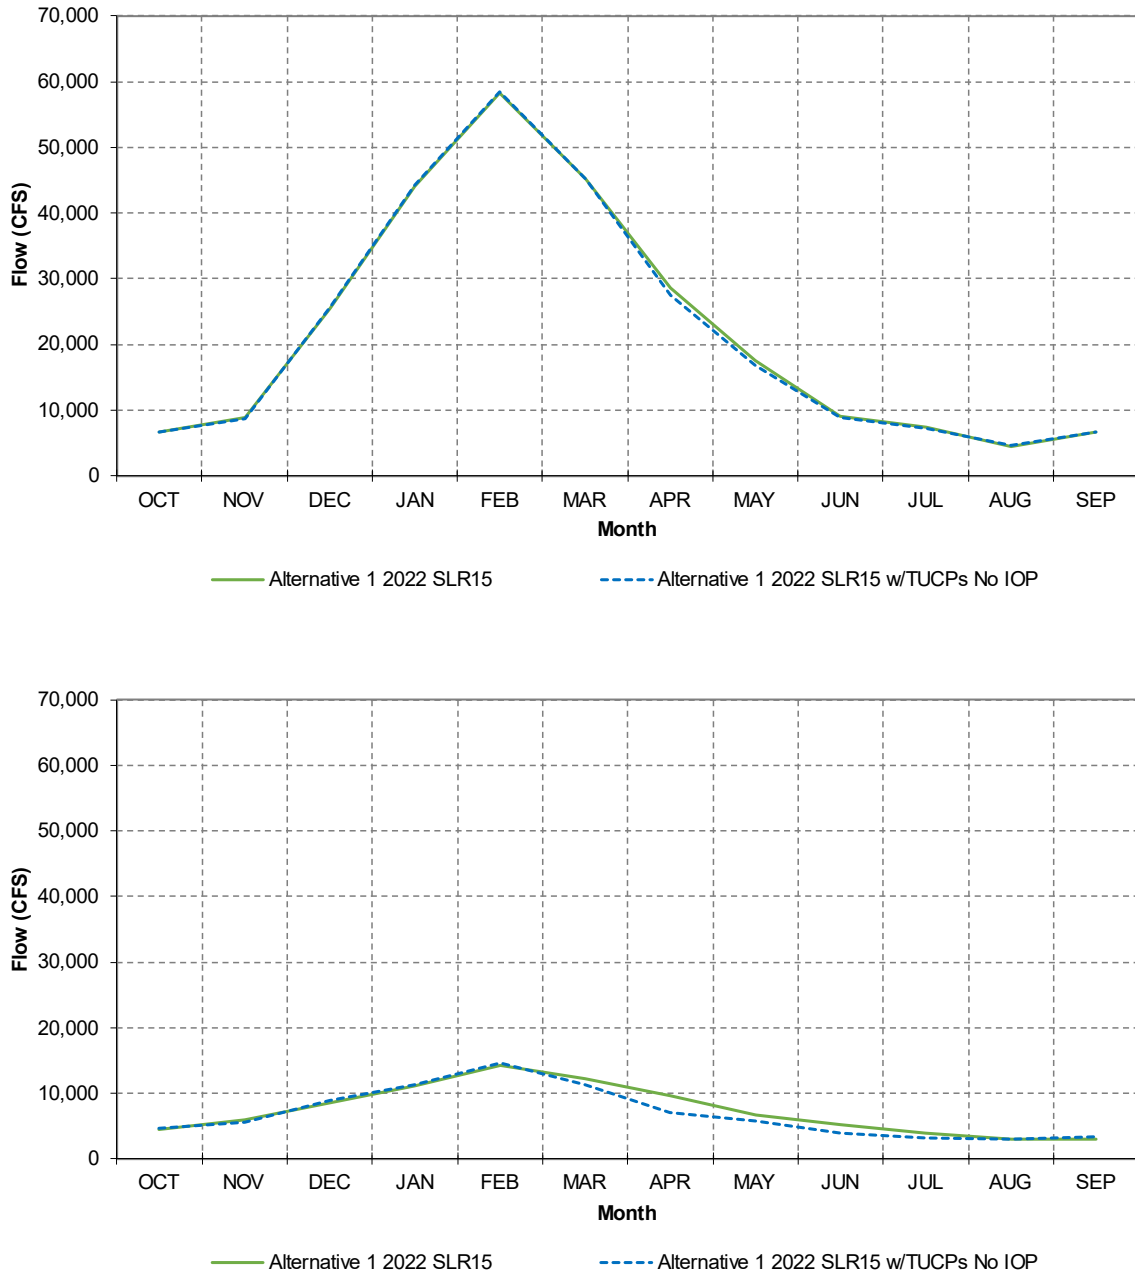 70,000
60,000
50,000
40,000
30,000
20,000
10,000
0
Flow (CFS)
OCT NOV DEC JAN FEB MAR APR MAY JUN JUL AUG SEP
Month
Alternative 1 2022 SLR15 Alternative 1 2022 SLR15 w/TUCPs No IOP
70,000
60,000
50,000
40,000
30,000
20,000
10,000
0
Flow (CFS)
OCT NOV DEC JAN FEB MAR APR MAY JUN JUL AUG SEP
Month
Alternative 1 2022 SLR15 Alternative 1 2022 SLR15 w/TUCPs No IOP